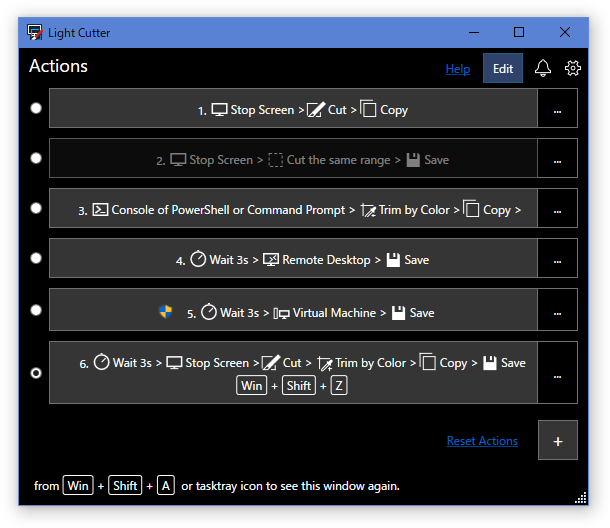 Light Cutter
Actions
Help
Edit
1. Stop Screen > Cut > Copy
...
2. Stop Screen > Cut the same range > Save
...
3. Console of PowerShell or Command Prompt > Trim by Color > Copy >
...
4. Wait 3s > Remote Desktop > Save
...
5. Wait 3s > Virtual Machine > Save
...
6. Wait 3s > Stop Screen > Cut > Trim by Color > Copy > Save
Win + Shift + Z
...
Reset Actions
+
from Win + Shift + A or tasktray icon to see this window again.